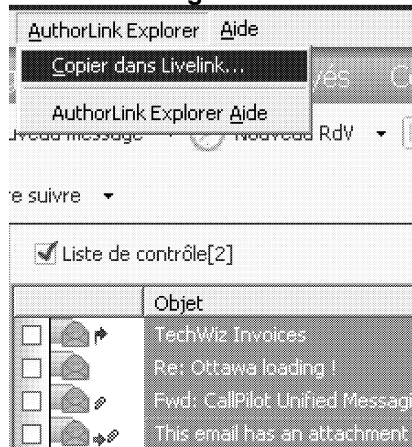 AuthorLink Explorer Aide
Copier dans Livelink...
AuthorLink Explorer Aide
Nouveau RdV
re suivre
Liste de contrôle[2]
Objet
TechWiz Invoices
Re: Ottawa loading !
Fwd: CallPilot Unified Messagi
This email has an attachment